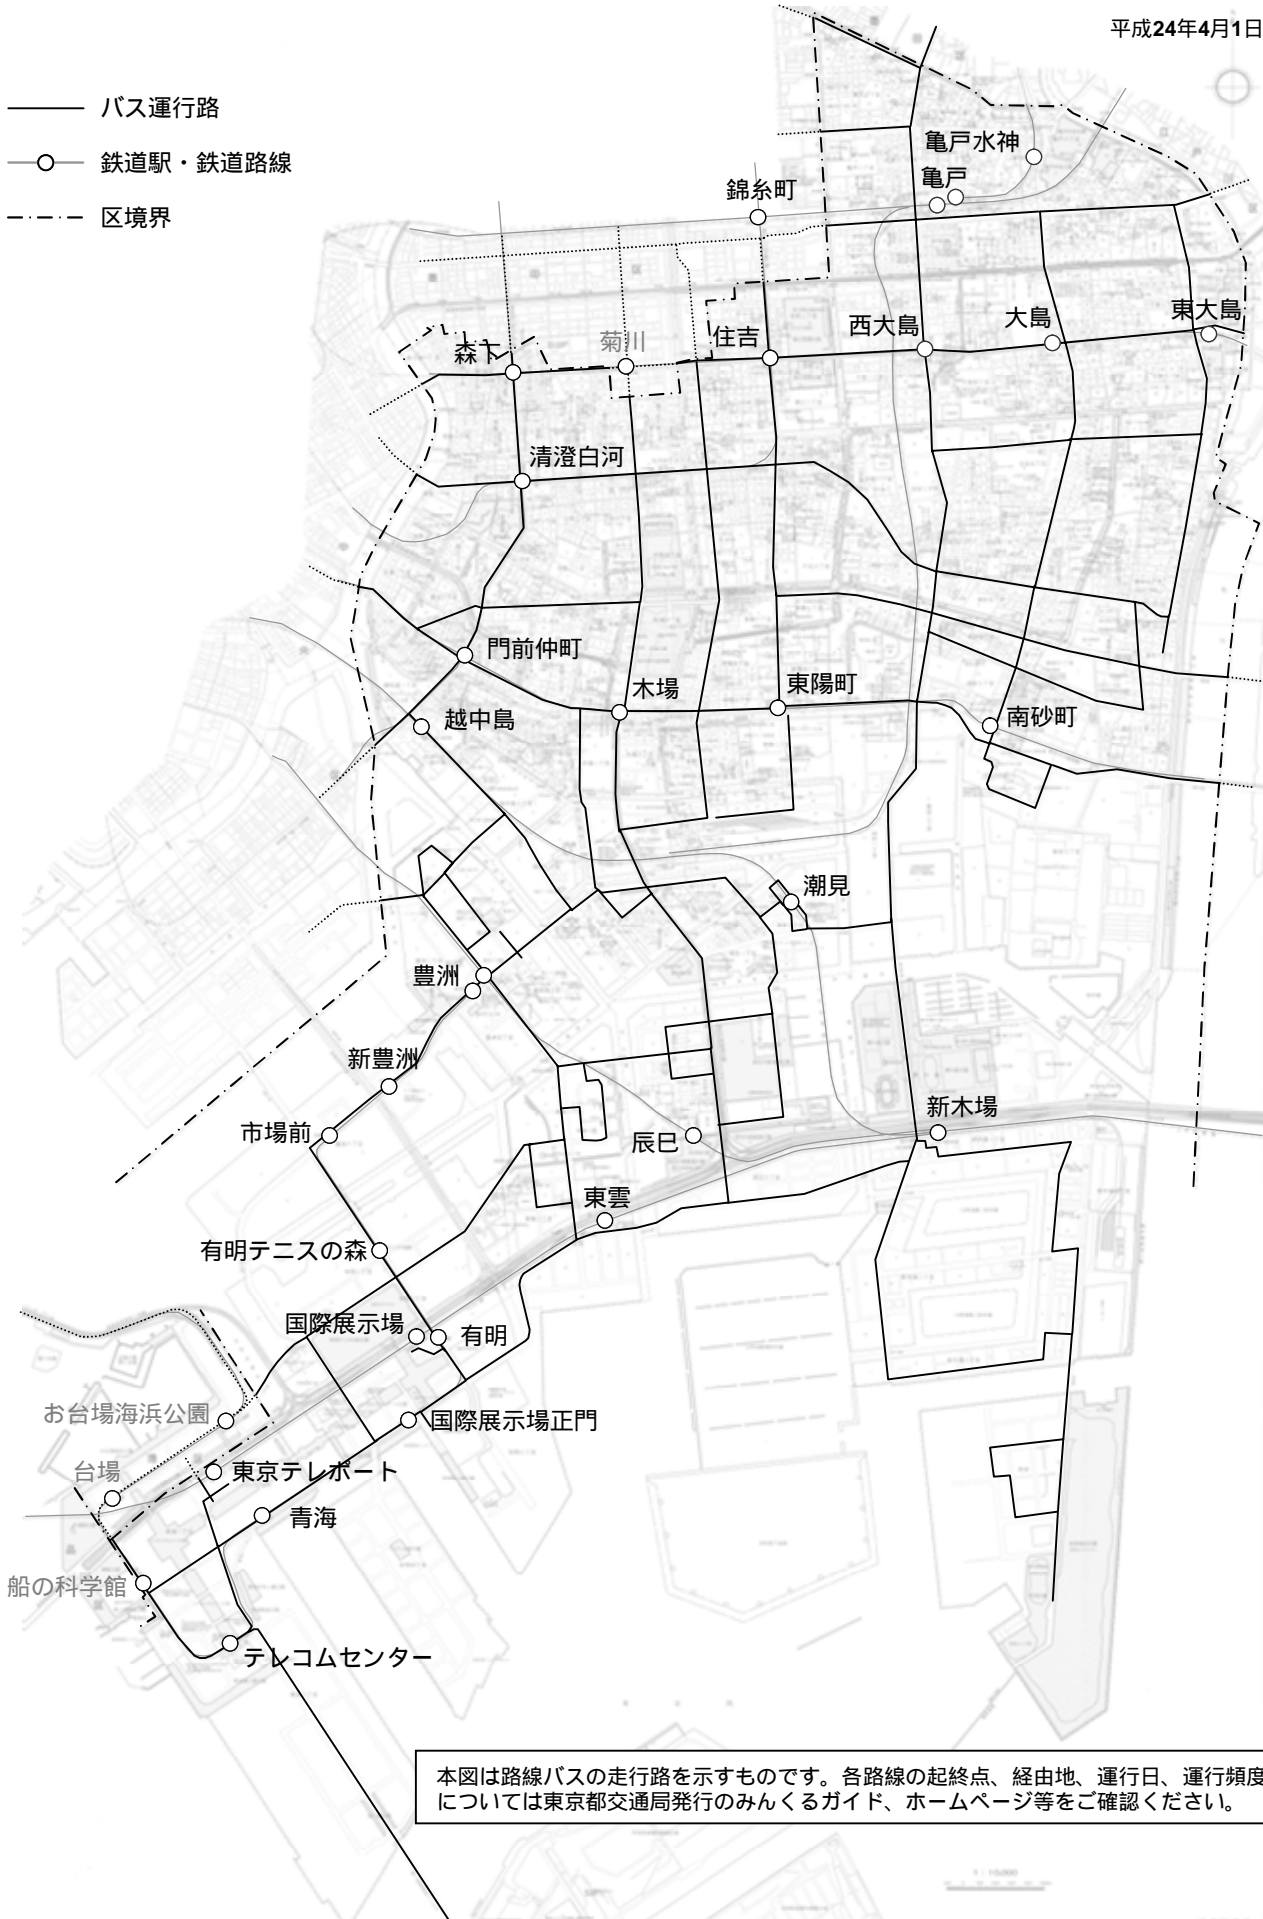 平成24年4月1日
バス運行路
鉄道駅・鉄道路線
区境界
亀戸水神
亀戸
錦糸町
東大島
大島
西大島
住吉
菊川
森下
清澄白河
門前仲町
木場
東陽町
南砂町
越中島
潮見
豊洲
新豊洲
市場前
辰巳
新木場
東雲
有明テニスの森
国際展示場
有明
お台場海浜公園
国際展示場正門
台場
東京テレポート
青海
船の科学館
テレコムセンター
本図は路線バスの走行路を示すものです。各路線の起終点、経由地、運行日、運行頻度
については東京都交通局発行のみんくるガイド、ホームページ等をご確認ください。